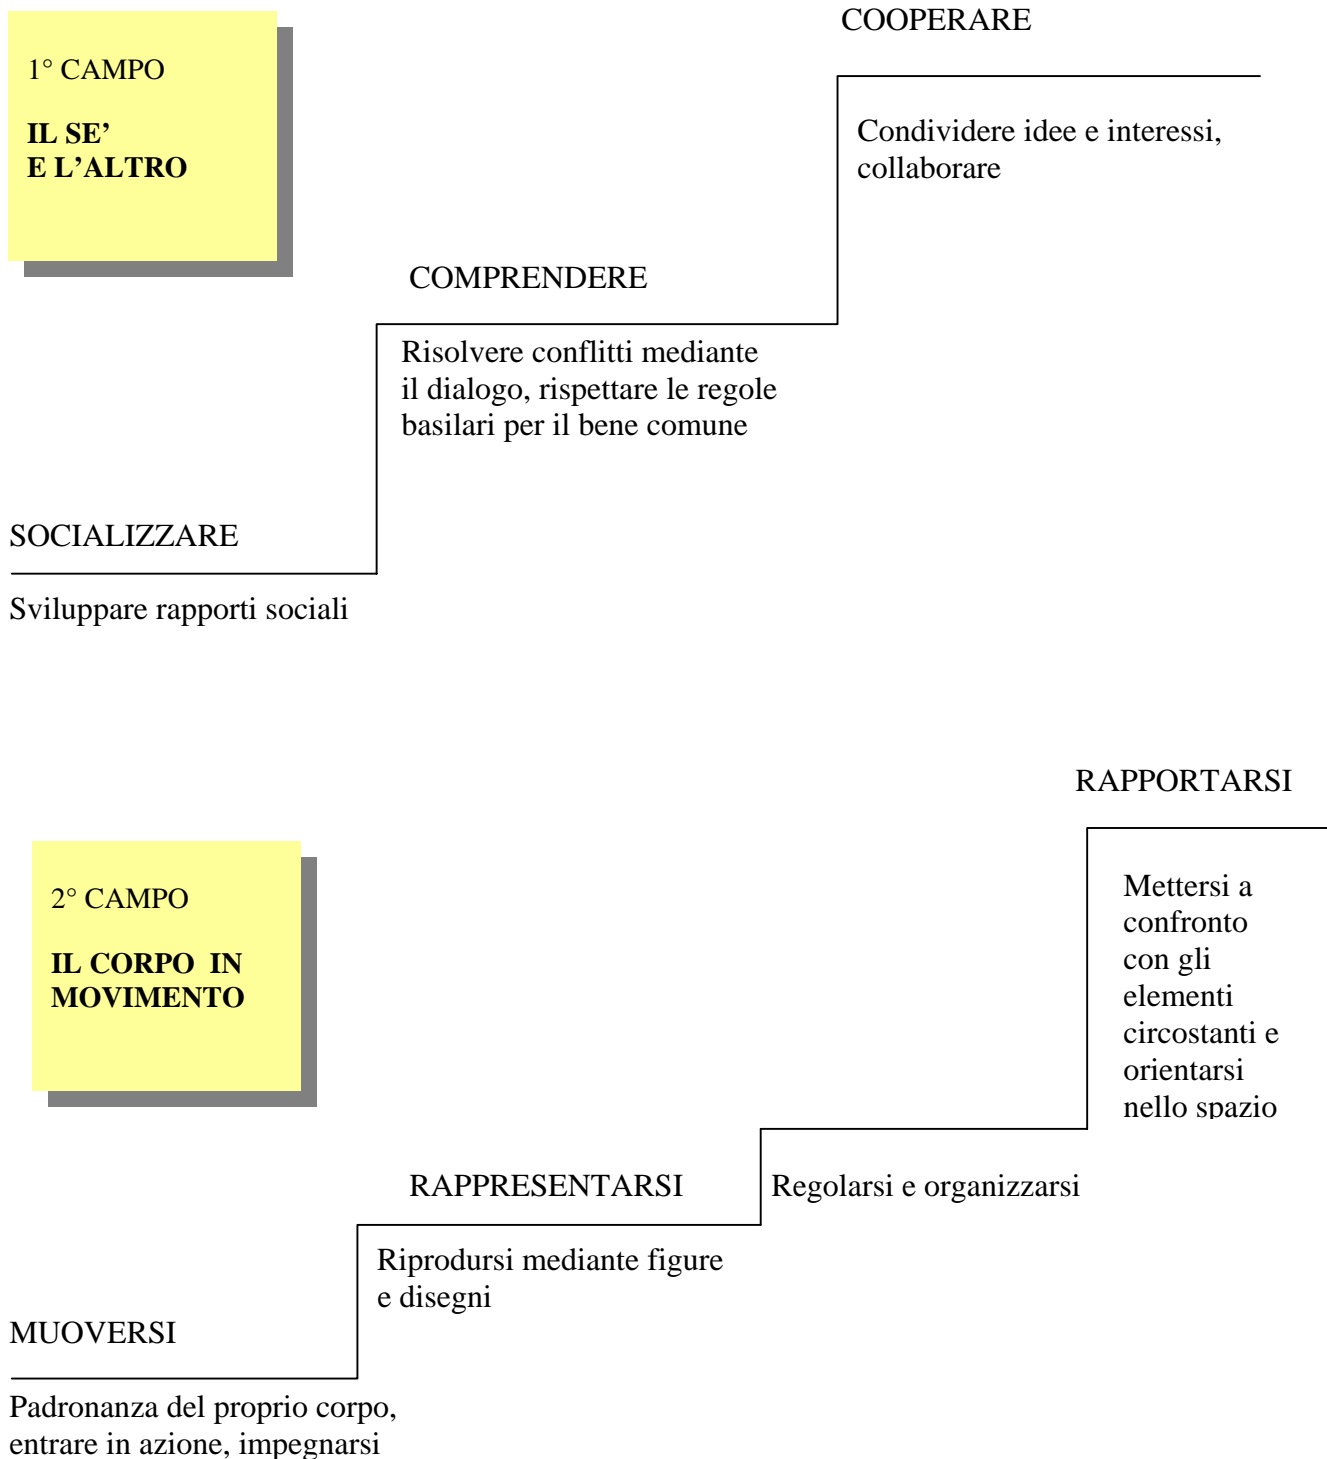 COOPERARE
1° CAMPO
IL SE’
E L’ALTRO
Condividere idee e interessi,
collaborare
COMPRENDERE
Risolvere conflitti mediante
il dialogo, rispettare le regole
basilari per il bene comune
SOCIALIZZARE
Sviluppare rapporti sociali
RAPPORTARSI
2° CAMPO
IL CORPO IN
MOVIMENTO
Mettersi a
confronto
con gli
elementi
circostanti e
orientarsi
nello spazio
RAPPRESENTARSI
Regolarsi e organizzarsi
Riprodursi mediante figure
e disegni
MUOVERSI
Padronanza del proprio corpo,
entrare in azione, impegnarsi